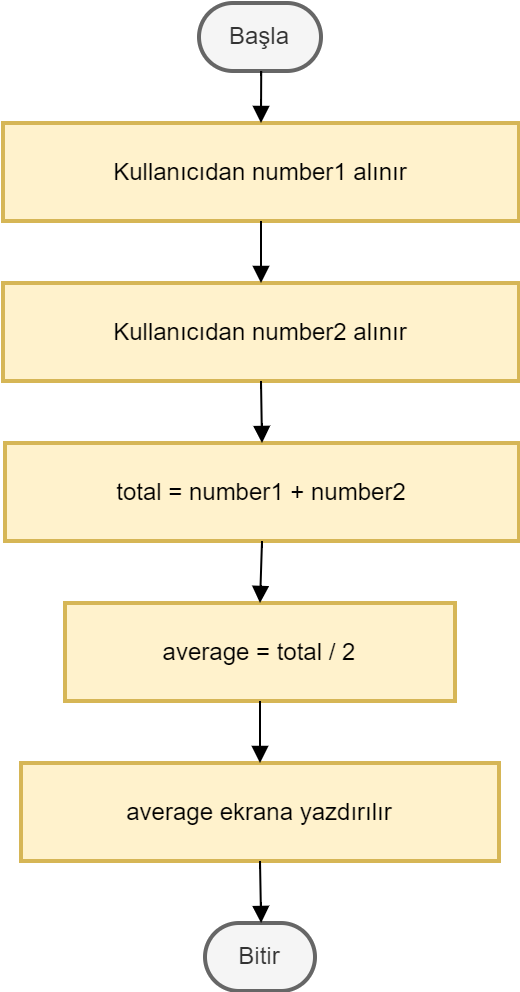 Başla
Kullanıcıdan number1 alınır
Kullanıcıdan number2 alınır
total = number1 + number2
average = total / 2
average ekrana yazdırılır
Bitir